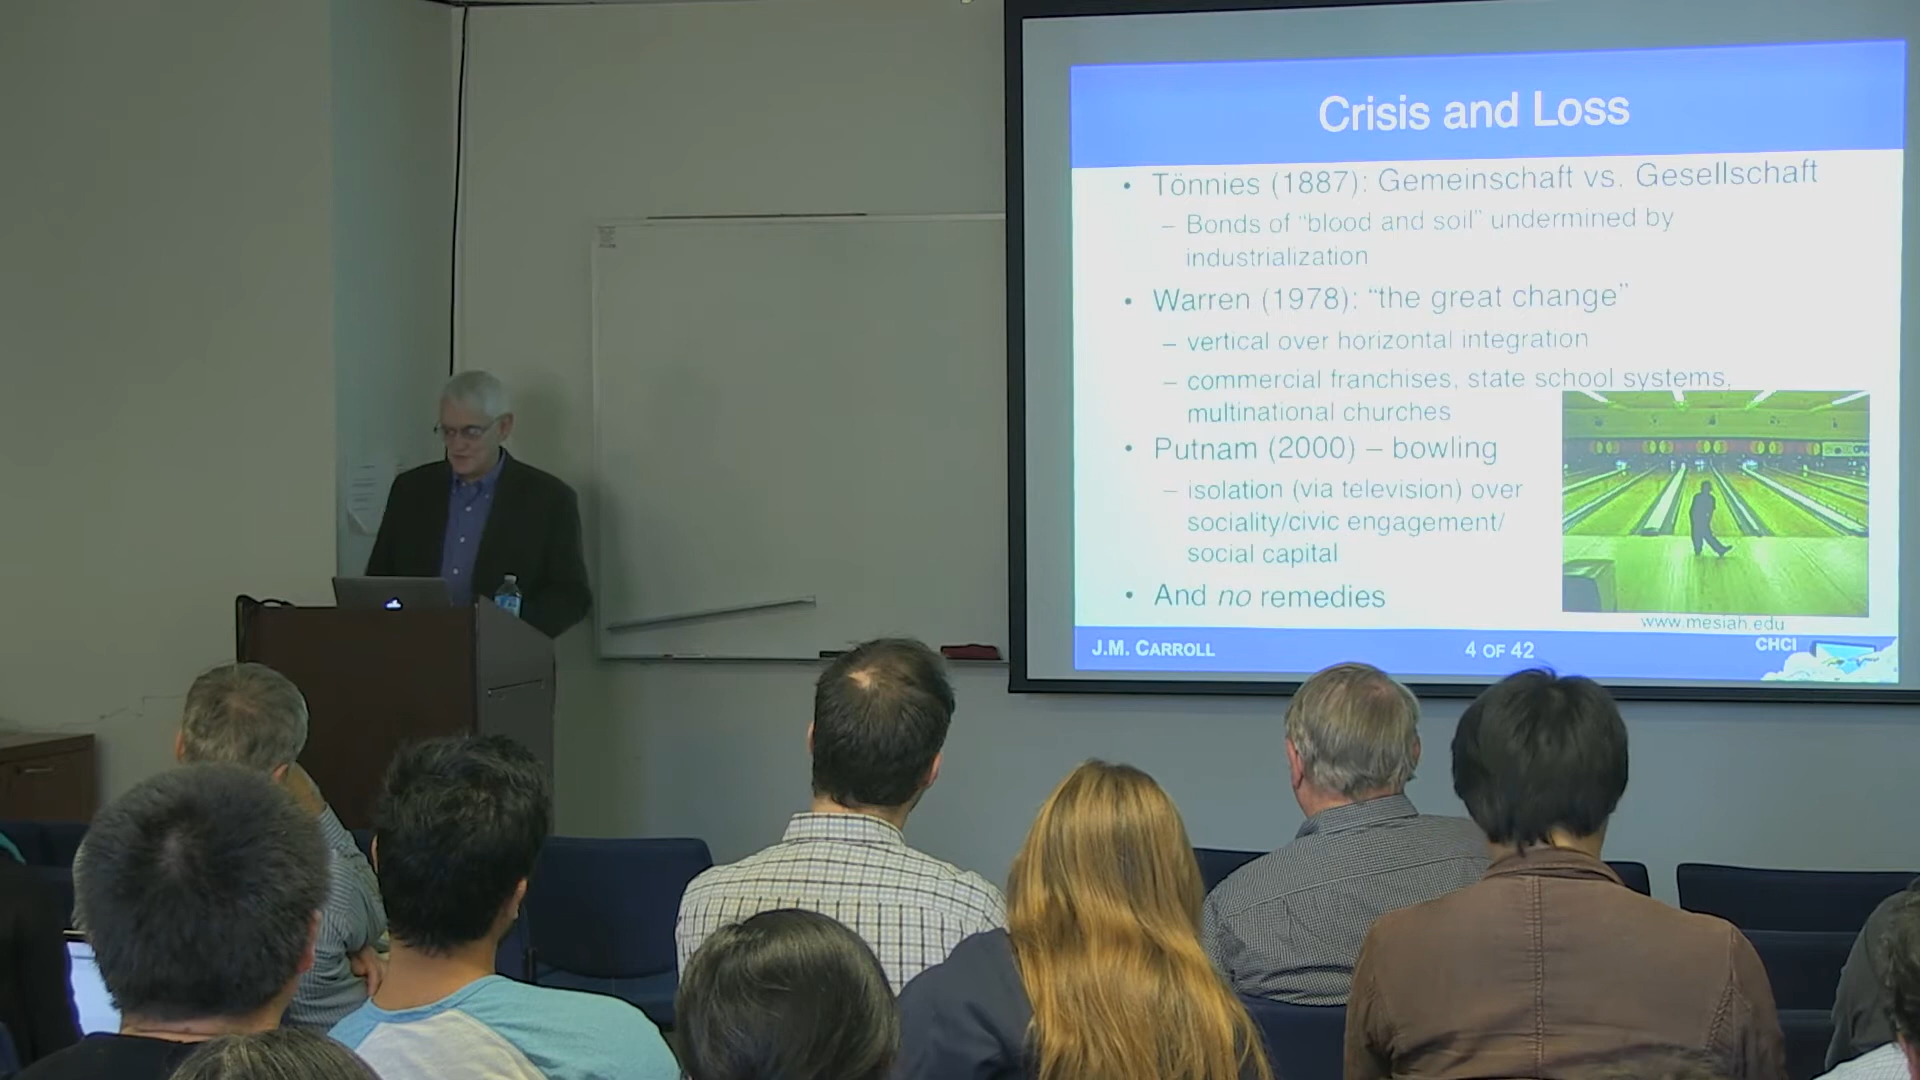 Crisis and Loss
• Tönnies (1887): Gemeinschaft vs. Gesellschaft
– Bonds of “blood and soil” undermined by
industrialization
• Warren (1978): “the great change”
– vertical over horizontal integration
– commercial franchises, state school systems,
multinational churches
• Putnam (2000) – bowling
– isolation (via television) over
sociality/civic engagement/
social capital
• And no remedies
www.mesiah.edu
J.M. CARROLL
4 OF 42
CHCI